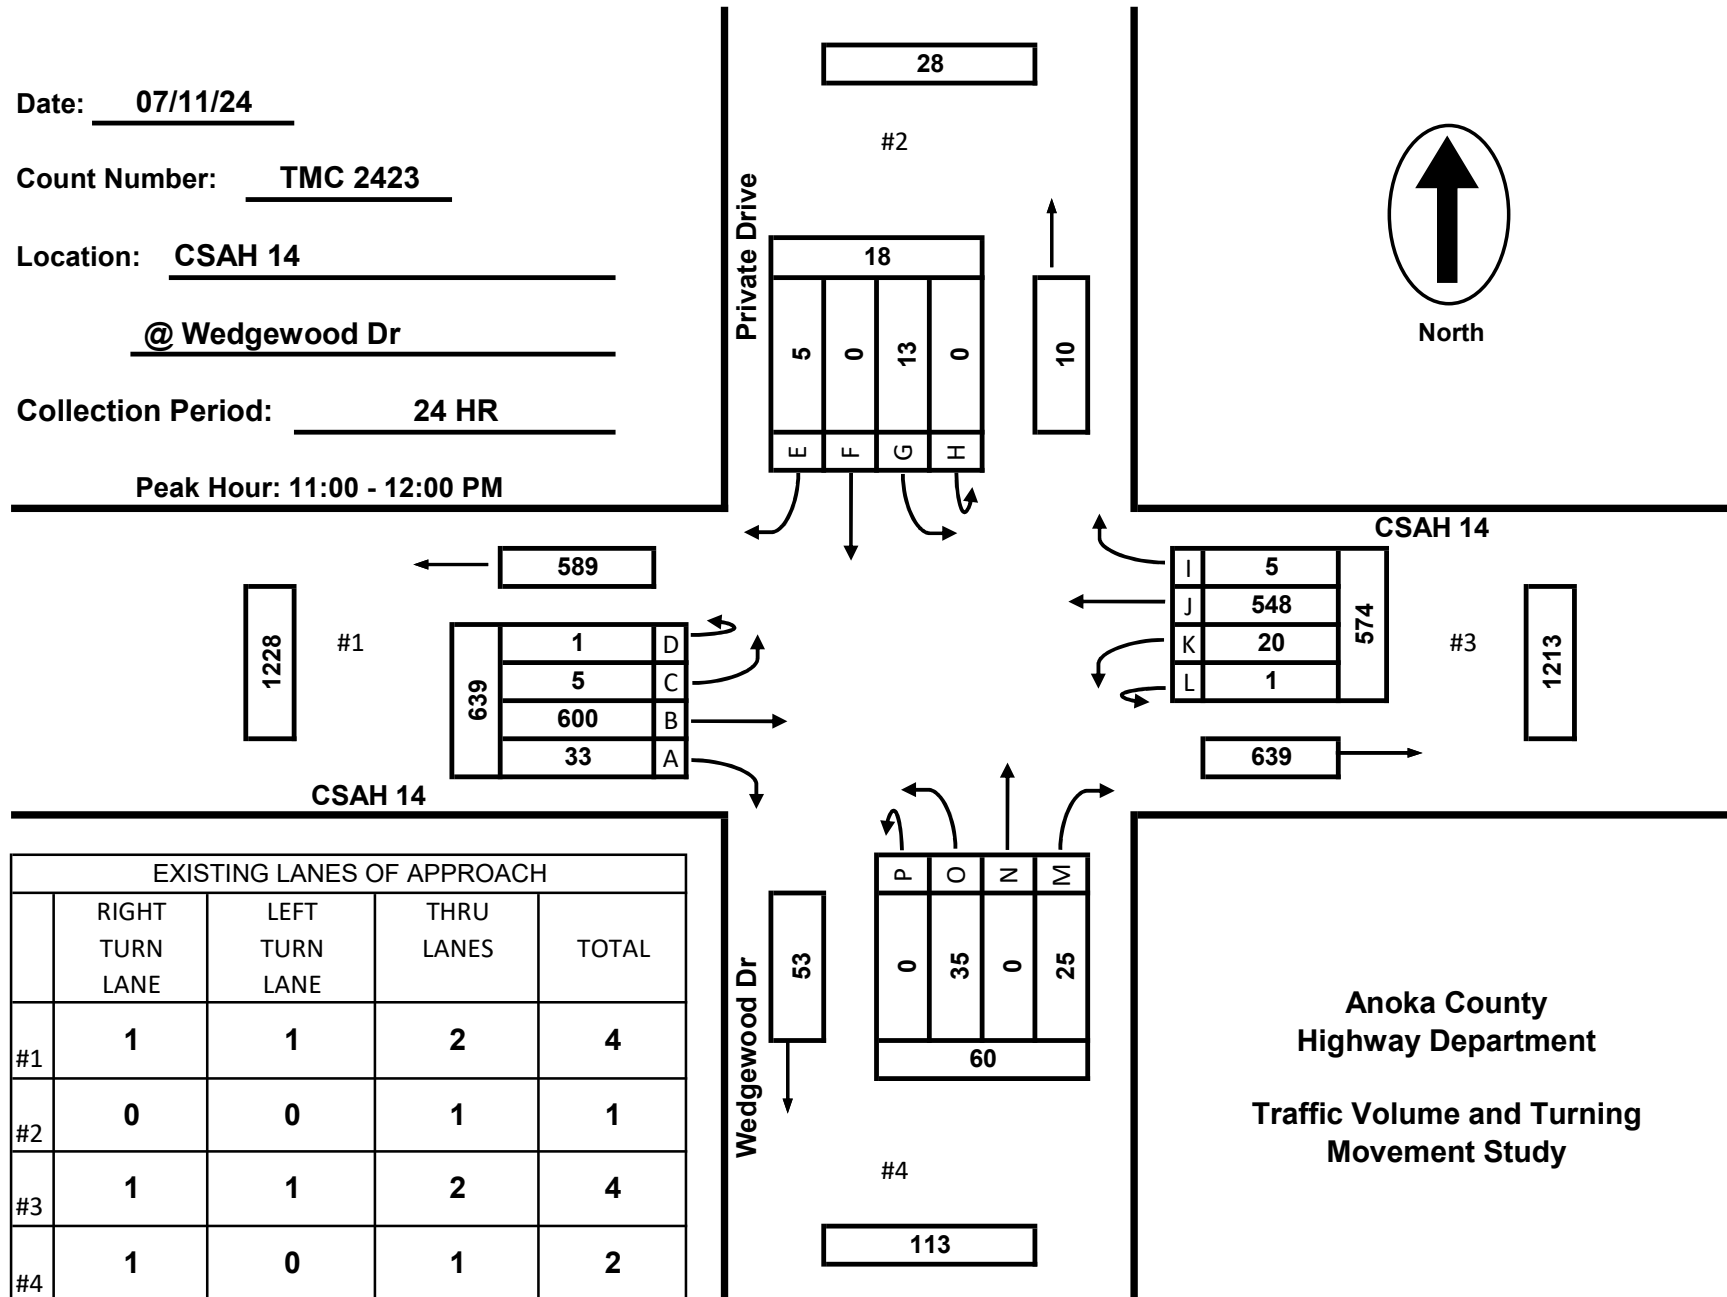 Date: 07/11/24
Count Number: TMC 2423
Location: CSAH 14
@ Wedgewood Dr
Collection Period: 24 HR
Peak Hour: 11:00 - 12:00 PM
28
#2
Private Drive
18
5 0 13 0
E F G H
10
North
CSAH 14
589
1228
#1
639
1 D
5 C
600 B
33 A
CSAH 14
I 5
J 548
K 20
L 1
574
#3
1213
639
EXISTING LANES OF APPROACH
RIGHT TURN LANE
LEFT TURN LANE
THRU LANES
TOTAL
#1 1 1 2 4
#2 0 0 1 1
#3 1 1 2 4
#4 1 0 1 2
Wedgewood Dr
53
P O N M
0 35 0 25
60
#4
113
Anoka County
Highway Department
Traffic Volume and Turning
Movement Study